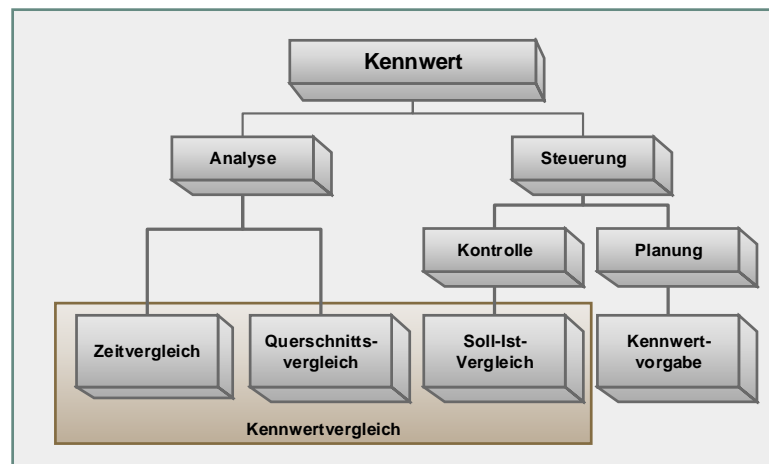 Kennwert
Analyse
Steuerung
Kontrolle
Planung
Zeitvergleich
Querschnitts-
vergleich
Soll-Ist-
Vergleich
Kennwert-
vorgabe
Kennwertvergleich